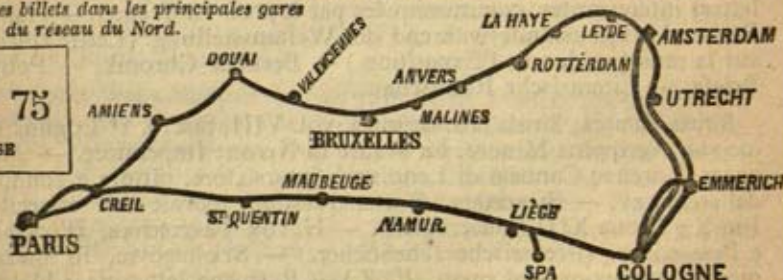 es billets dans les principales gares
du réseau du Nord.
75
SE
PARIS
CREIL
AMIENS
DOUAI
VALENCIENNES
BRUXELLES
MALINES
ANVERS
ROTTERDAM
LA HAYE
LEYDE
AMSTERDAM
UTRECHT
EMMERICH
COLOGNE
SPA
LIÈGE
NAMUR
MAUBEUGE
ST QUENTIN